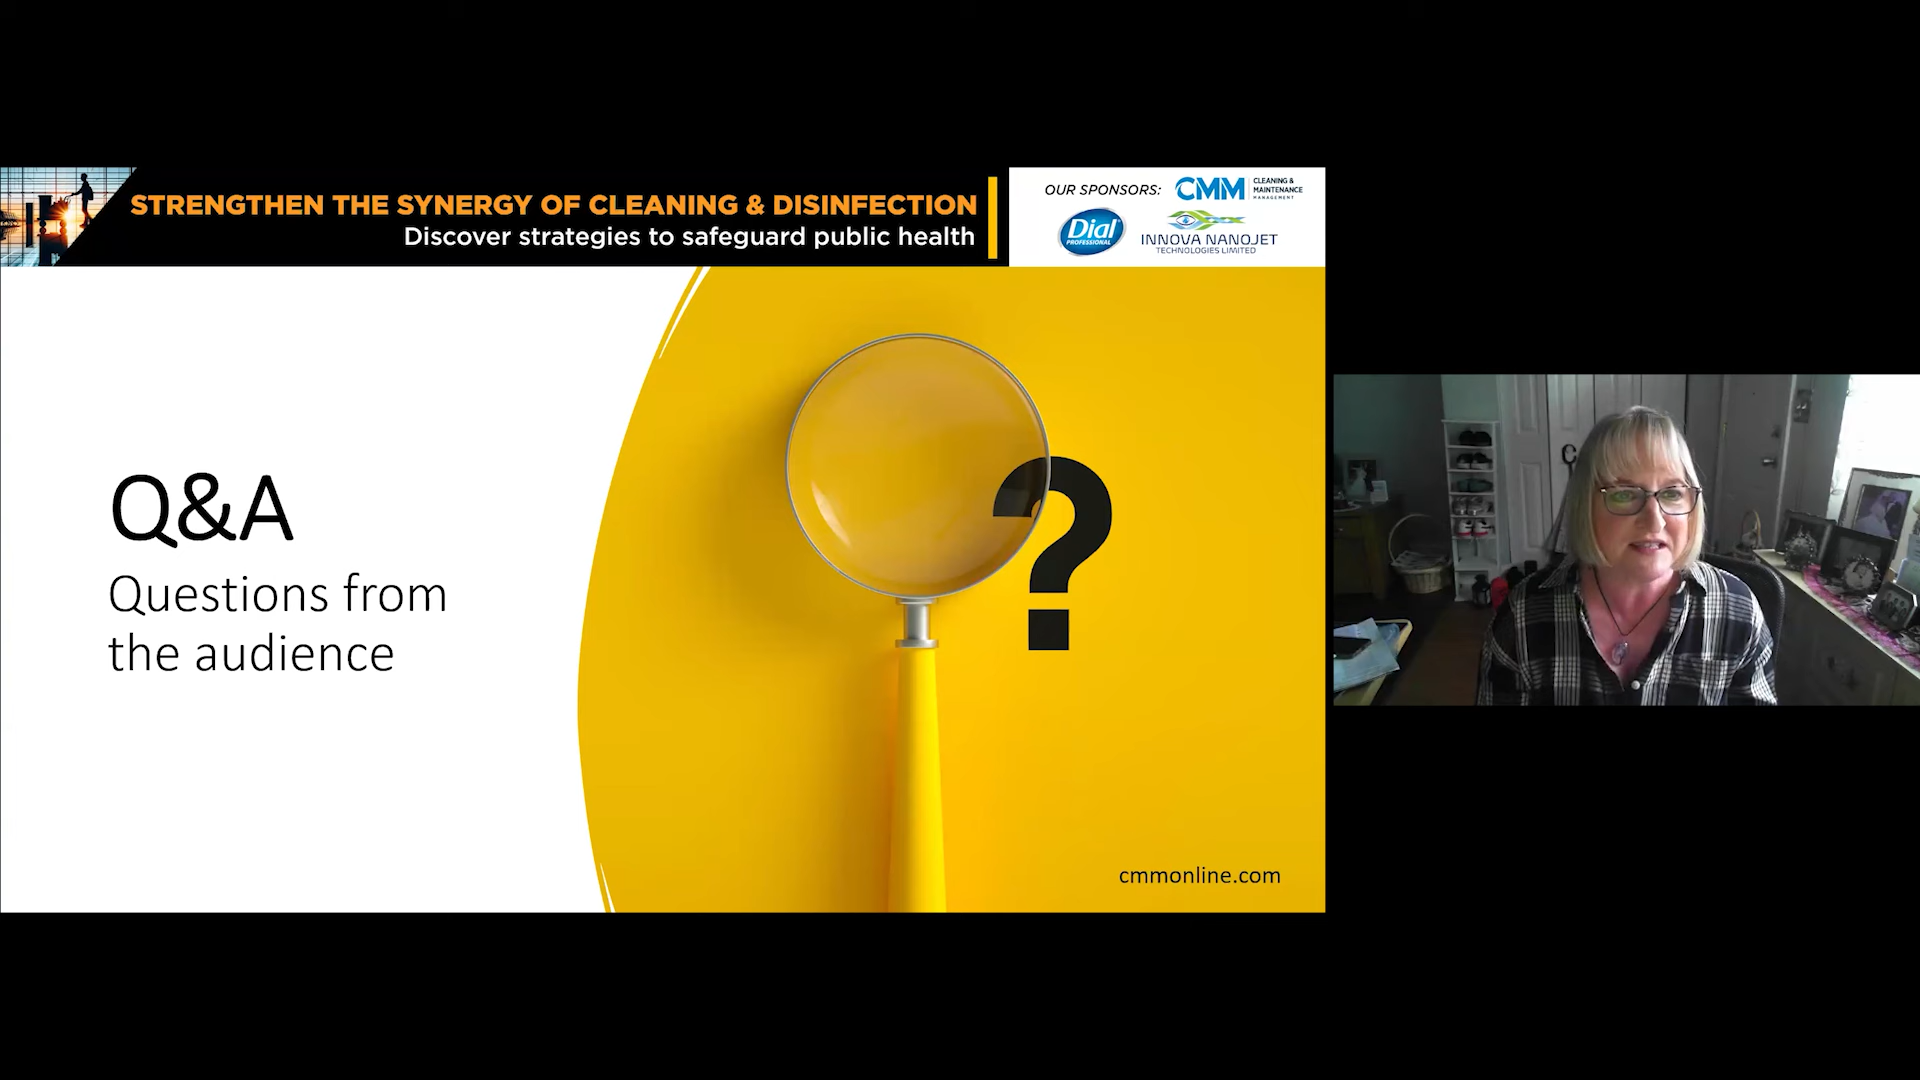 STRENGTHEN THE SYNERGY OF CLEANING & DISINFECTION
Discover strategies to safeguard public health
OUR SPONSORS:
CMM
CLEANING &
MAINTENANCE
MANAGEMENT
Dial
PROFESSIONAL
INNOVA NANOJET
TECHNOLOGIES LIMITED
Q&A
Questions from
the audience
?
cmmonline.com
C